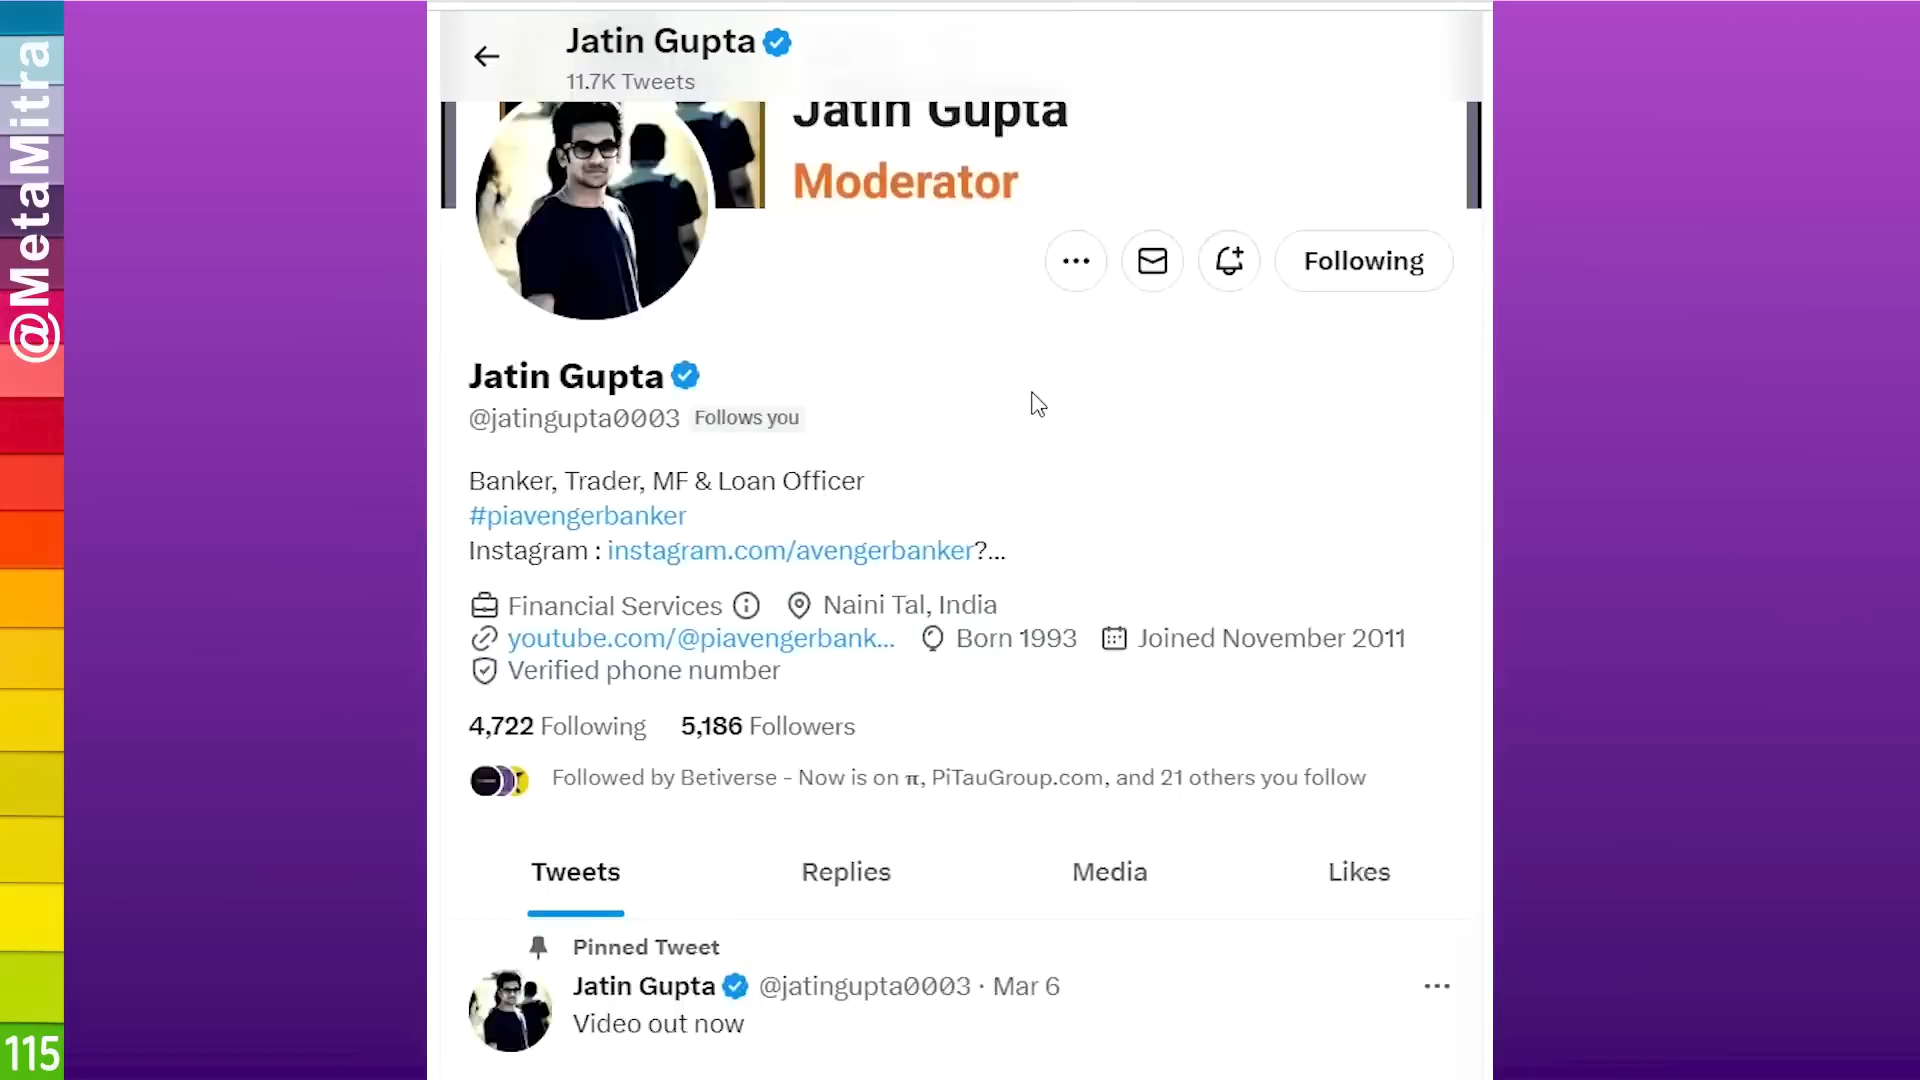 @MetaMitra
115
Jatin Gupta
11.7K Tweets
Jatin Gupta
Moderator
Following
Jatin Gupta
@jatingupta0003 Follows you
Banker, Trader, MF & Loan Officer
#piavengerbanker
Instagram : instagram.com/avengerbanker?...
Financial Services Naini Tal, India
youtube.com/@piavengerbank... Born 1993 Joined November 2011
Verified phone number
4,722 Following 5,186 Followers
Followed by Betiverse - Now is on π, PiTauGroup.com, and 21 others you follow
Tweets Replies Media Likes
Pinned Tweet
Jatin Gupta @jatingupta0003 · Mar 6
Video out now